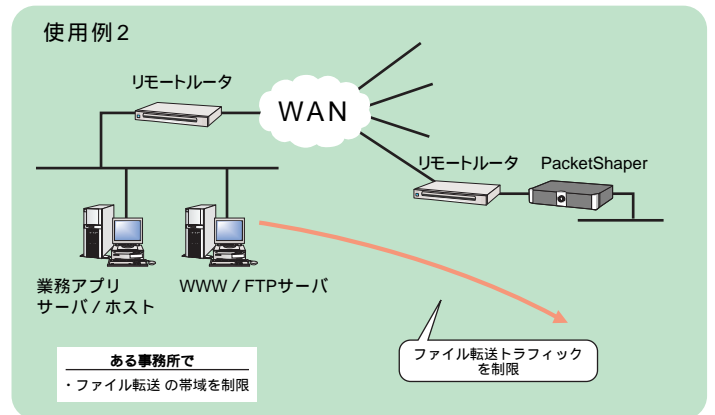 使用例2
リモートルータ
WAN
リモートルータ
PacketShaper
業務アプリ
サーバ / ホスト
WWW / FTPサーバ
ある事務所で
・ファイル転送 の帯域を制限
ファイル転送トラフィック
を制限